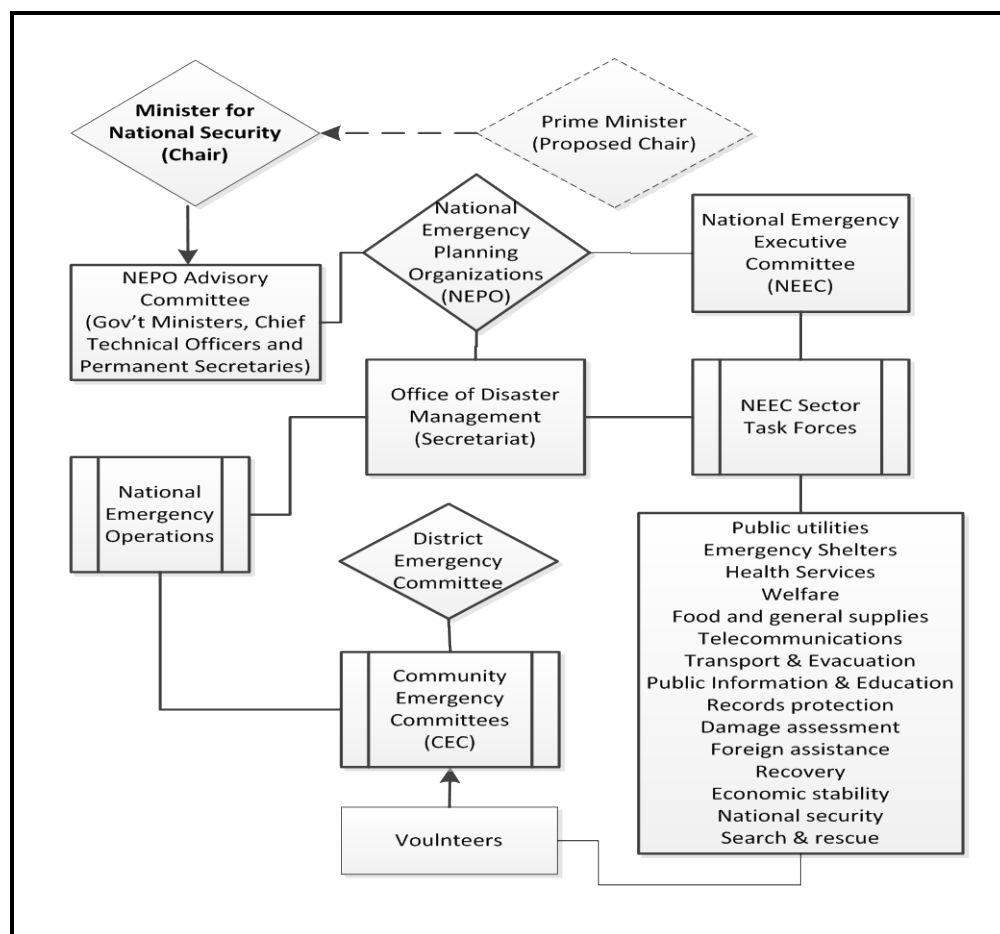 Minister for
National Security
(Chair)
Prime Minister
(Proposed Chair)
National
Emergency
Planning
Organizations
(NEPO)
National Emergency
Executive
Committee
(NEEC)
NEPO Advisory
Committee
(Gov't Ministers, Chief
Technical Officers and
Permanent Secretaries)
Office of Disaster
Management
(Secretariat)
NEEC Sector
Task Forces
National
Emergency
Operations
District
Emergency
Committee
Community
Emergency
Committees
(CEC)
Voulnteers
Public utilities
Emergency Shelters
Health Services
Welfare
Food and general supplies
Telecommunications
Transport & Evacuation
Public Information & Education
Records protection
Damage assessment
Foreign assistance
Recovery
Economic stability
National security
Search & rescue